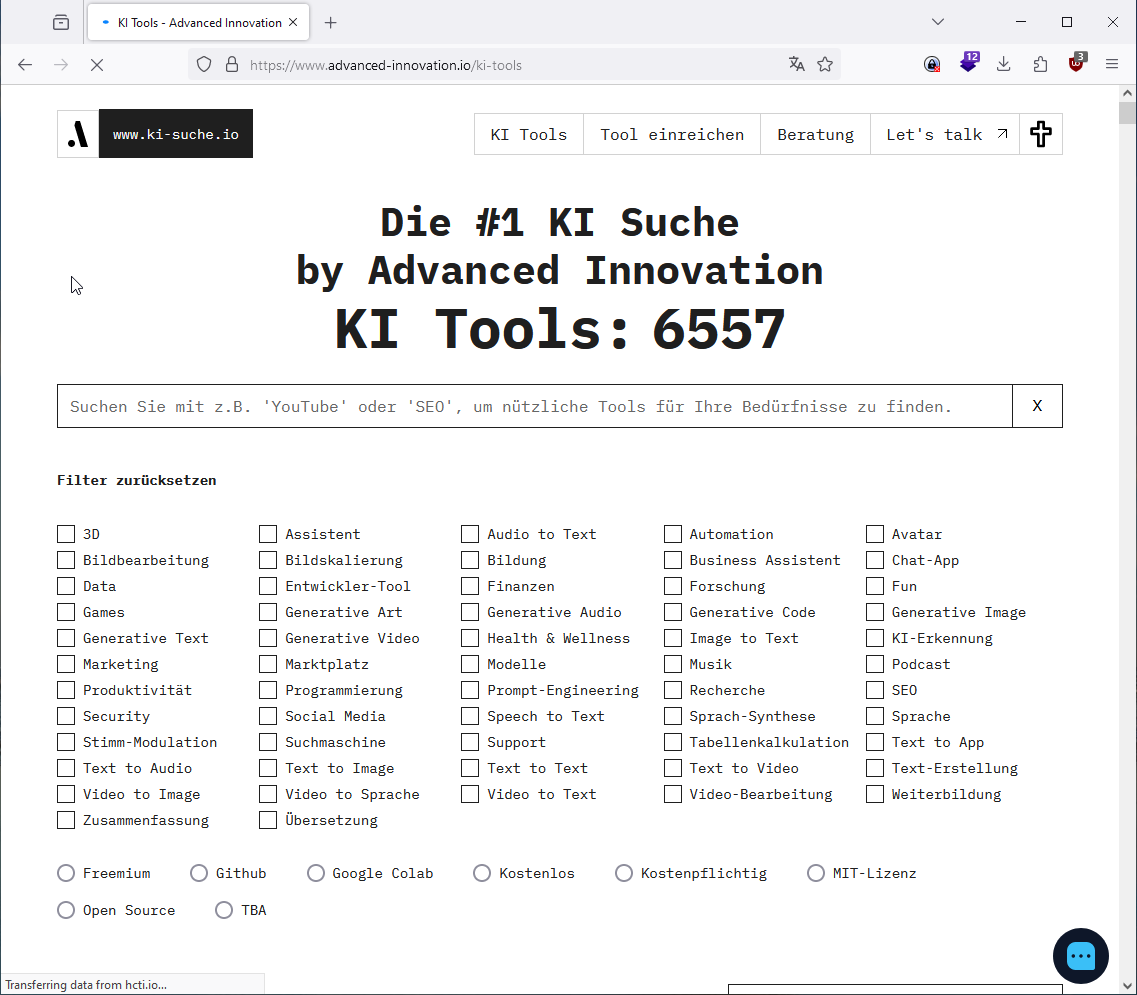 KI Tools - Advanced Innovation
https://www.advanced-innovation.io/ki-tools
12
3
www.ki-suche.io
KI Tools
Tool einreichen
Beratung
Let's talk
Die #1 KI Suche
by Advanced Innovation
KI Tools: 6557
Suchen Sie mit z.B. 'YouTube' oder 'SEO', um nützliche Tools für Ihre Bedürfnisse zu finden.
X
Filter zurücksetzen
3D Assistent Audio to Text Automation Avatar
Bildbearbeitung Bildskalierung Bildung Business Assistent Chat-App
Data Entwickler-Tool Finanzen Forschung Fun
Games Generative Art Generative Audio Generative Code Generative Image
Generative Text Generative Video Health & Wellness Image to Text KI-Erkennung
Marketing Marktplatz Modelle Musik Podcast
Produktivität Programmierung Prompt-Engineering Recherche SEO
Security Social Media Speech to Text Sprach-Synthese Sprache
Stimm-Modulation Suchmaschine Support Tabellenkalkulation Text to App
Text to Audio Text to Image Text to Text Text to Video Text-Erstellung
Video to Image Video to Sprache Video to Text Video-Bearbeitung Weiterbildung
Zusammenfassung Übersetzung
Freemium Github Google Colab Kostenlos Kostenpflichtig MIT-Lizenz
Open Source TBA
Transferring data from hcti.io...